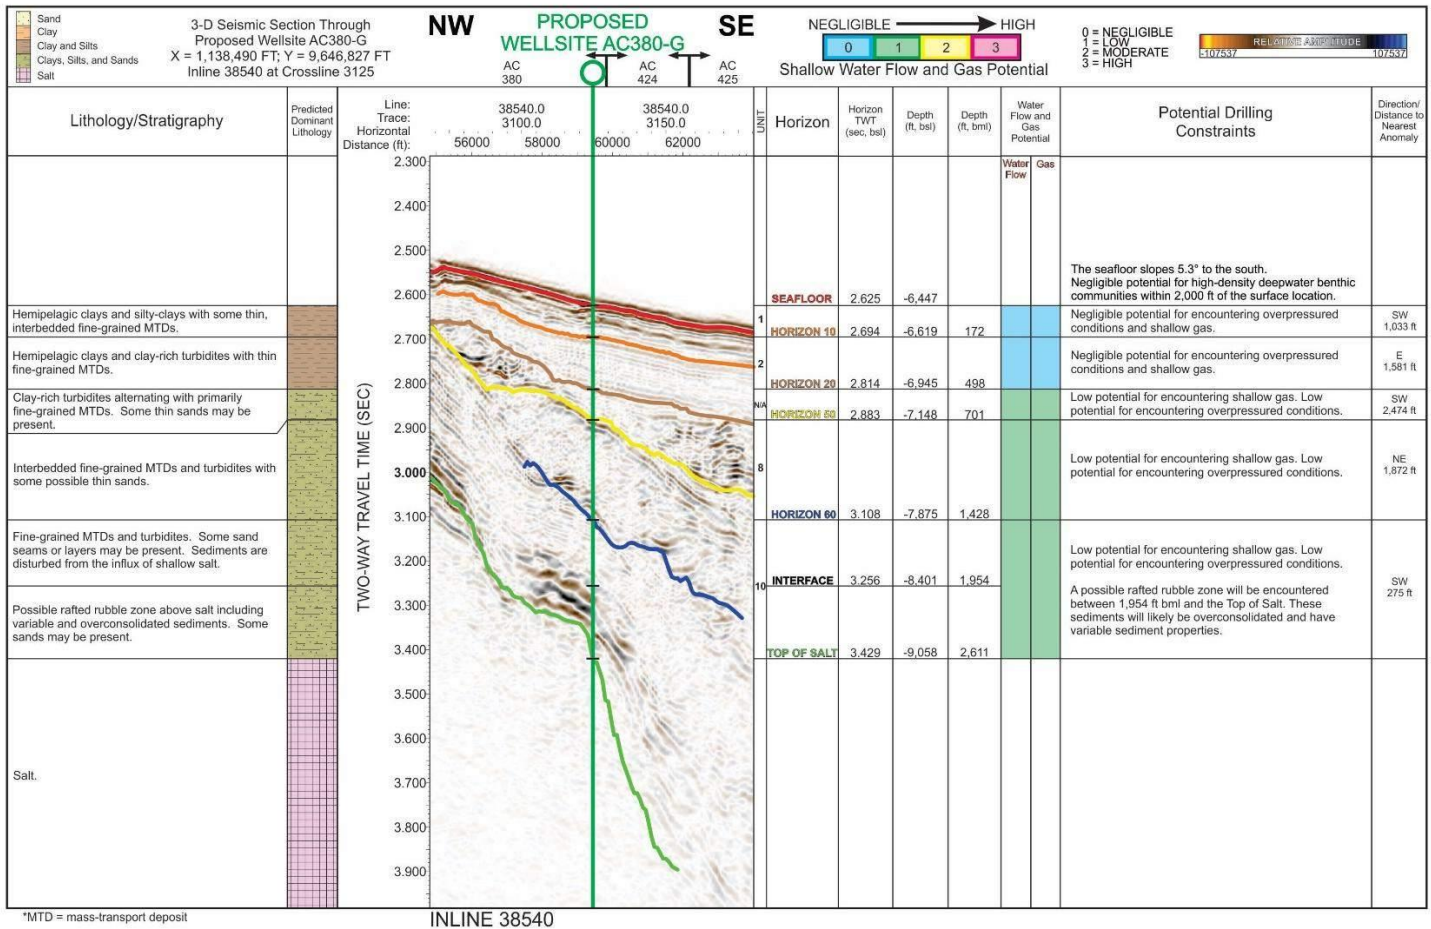 Sand
Clay
Clay and Silts
Clays, Silts, and Sands
Salt
3-D Seismic Section Through
Proposed Wellsite AC380-G
X = 1,138,490 FT; Y = 9,646,827 FT
Inline 38540 at Crossline 3125
NW
PROPOSED
WELLSITE AC380-G
SE
AC
380
AC
424
AC
425
NEGLIGIBLE
HIGH
0
1
2
3
Shallow Water Flow and Gas Potential
0 = NEGLIGIBLE
1 = LOW
2 = MODERATE
3 = HIGH
RELATIVE AMPLITUDE
-107537
107537
Lithology/Stratigraphy
Predicted
Dominant
Lithology
Line:
Trace:
Horizontal
Distance (ft):
38540.0
3100.0
38540.0
3150.0
56000
58000
60000
62000
UNIT
Horizon
Horizon
TWT
(sec, bsl)
Depth
(ft, bsl)
Depth
(ft, bml)
Water
Flow and
Gas
Potential
Potential Drilling
Constraints
Direction/
Distance to
Nearest
Anomaly
Water
Flow
Gas
TWO-WAY TRAVEL TIME (SEC)
2.300
2.400
2.500
2.600
2.700
2.800
2.900
3.000
3.100
3.200
3.300
3.400
3.500
3.600
3.700
3.800
3.900
The seafloor slopes 5.3° to the south.
Negligible potential for high-density deepwater benthic
communities within 2,000 ft of the surface location.
SEAFLOOR 2.625 -6,447
Hemipelagic clays and silty-clays with some thin,
interbedded fine-grained MTDs.
1
HORIZON 10 2.694 -6,619 172
Negligible potential for encountering overpressured
conditions and shallow gas.
SW
1,033 ft
Hemipelagic clays and clay-rich turbidites with thin
fine-grained MTDs.
2
HORIZON 20 2.814 -6,945 498
Negligible potential for encountering overpressured
conditions and shallow gas.
E
1,581 ft
Clay-rich turbidites alternating with primarily
fine-grained MTDs. Some thin sands may be
present.
N/A
HORIZON 50 2.883 -7,148 701
Low potential for encountering shallow gas. Low
potential for encountering overpressured conditions.
SW
2,474 ft
Interbedded fine-grained MTDs and turbidites with
some possible thin sands.
8
HORIZON 60 3.108 -7,875 1,428
Low potential for encountering shallow gas. Low
potential for encountering overpressured conditions.
NE
1,872 ft
Fine-grained MTDs and turbidites. Some sand
seams or layers may be present. Sediments are
disturbed from the influx of shallow salt.
10
INTERFACE 3.256 -8,401 1,954
Low potential for encountering shallow gas. Low
potential for encountering overpressured conditions.
SW
275 ft
Possible rafted rubble zone above salt including
variable and overconsolidated sediments. Some
sands may be present.
TOP OF SALT 3.429 -9,058 2,611
A possible rafted rubble zone will be encountered
between 1,954 ft bml and the Top of Salt. These
sediments will likely be overconsolidated and have
variable sediment properties.
Salt.
*MTD = mass-transport deposit
INLINE 38540